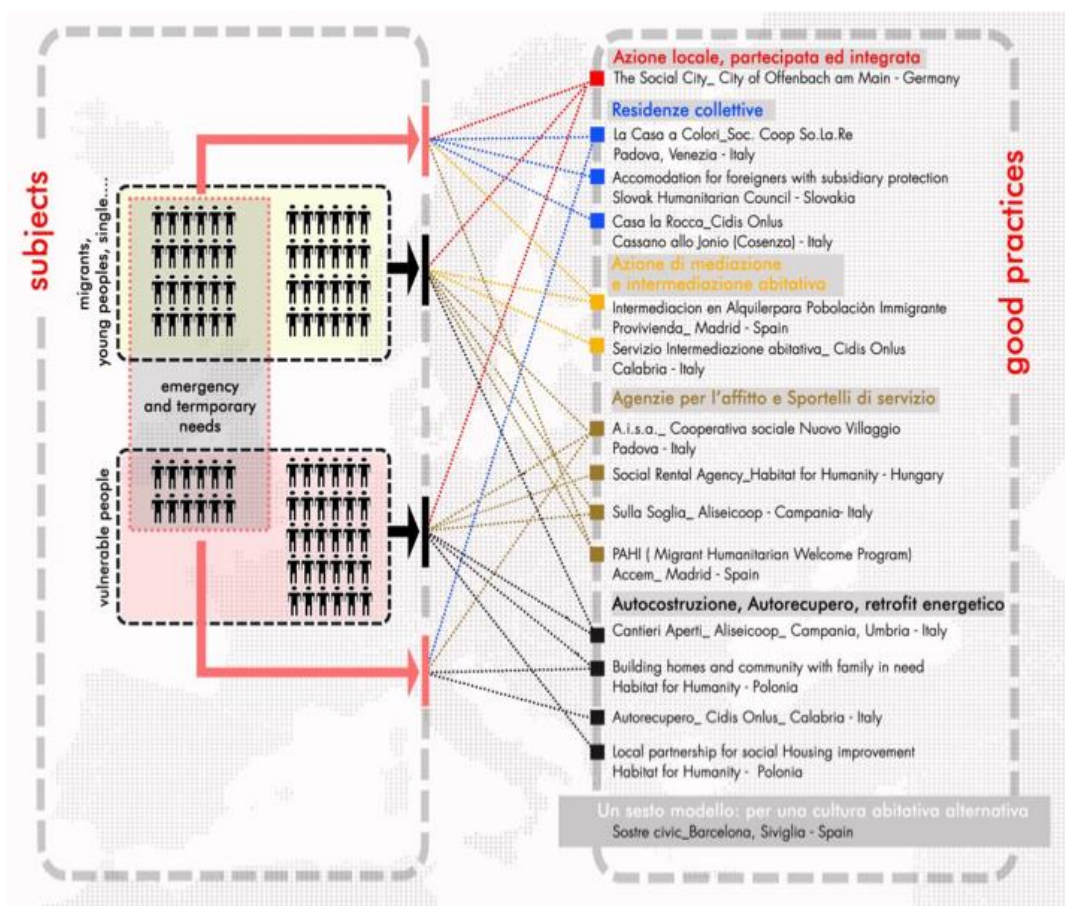 subjects
migrants,
young peoples, single....
emergency
and termporary
needs
vulnerable people
Azione locale, partecipata ed integrata
The Social City_ City of Offenbach am Main - Germany
Residenze collettive
La Casa a Colori_Soc. Coop So.La.Re
Padova, Venezia - Italy
Accomodation for foreigners with subsidiary protection
Slovak Humanitarian Council - Slovakia
Casa la Rocca_Cidis Onlus
Cassano allo Jonio (Cosenza) - Italy
Azione di mediazione
e intermediazione abitativa
Intermediacion en Alquilerpara Pobolaciòn Immigrante
Provivienda_ Madrid - Spain
Servizio Intermediazione abitativa_ Cidis Onlus
Calabria - Italy
Agenzie per l'affitto e Sportelli di servizio
A.i.s.a._ Cooperativa sociale Nuovo Villaggio
Padova - Italy
Social Rental Agency_Habitat for Humanity - Hungary
Sulla Soglia_ Aliseicoop - Campania- Italy
PAHI ( Migrant Humanitarian Welcome Program)
Accem_ Madrid - Spain
Autocostruzione, Autorecupero, retrofit energetico
Cantieri Aperti_ Aliseicoop_ Campania, Umbria - Italy
Building homes and community with family in need
Habitat for Humanity - Polonia
Autorecupero_ Cidis Onlus_ Calabria - Italy
Local partnership for social Housing improvement
Habitat for Humanity - Polonia
Un sesto modello: per una cultura abitativa alternativa
Sostre civic_Barcelona, Siviglia - Spain
good practices